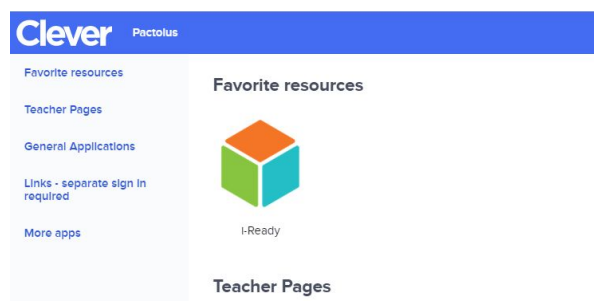 Clever Pactolus
Favorite resources
Teacher Pages
General Applications
Links - separate sign in
required
More apps
Favorite resources
I-Ready
Teacher Pages